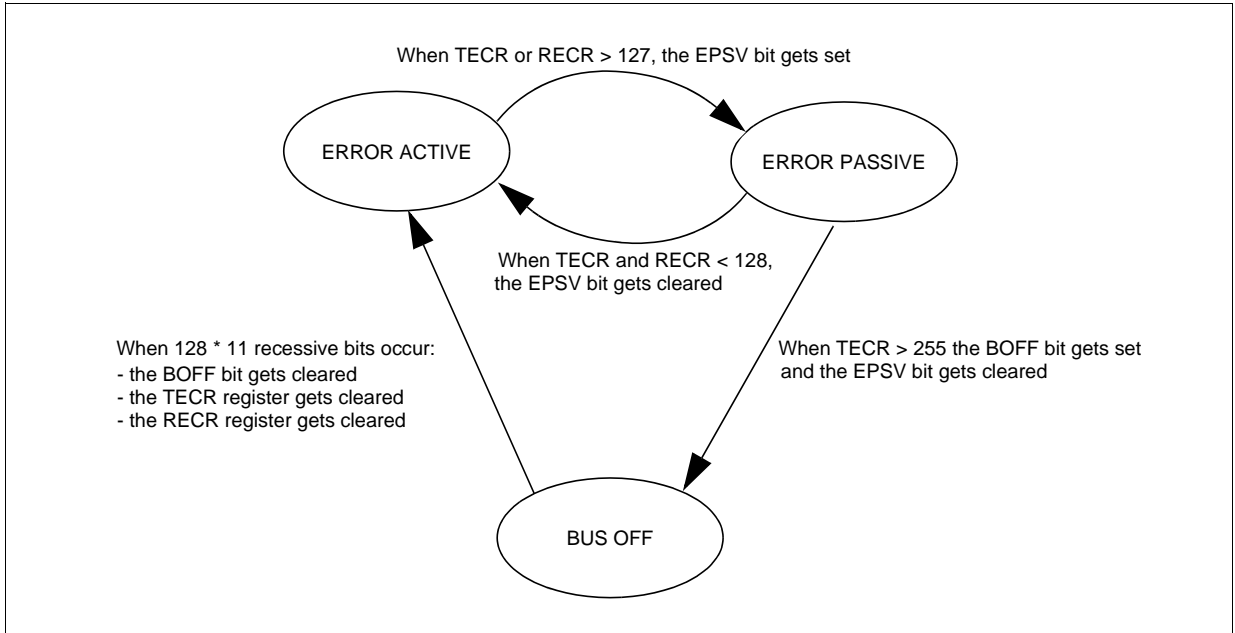 When TECR or RECR > 127, the EPSV bit gets set
ERROR ACTIVE
ERROR PASSIVE
When TECR and RECR < 128,
the EPSV bit gets cleared
When 128 * 11 recessive bits occur:
- the BOFF bit gets cleared
- the TECR register gets cleared
- the RECR register gets cleared
When TECR > 255 the BOFF bit gets set
and the EPSV bit gets cleared
BUS OFF